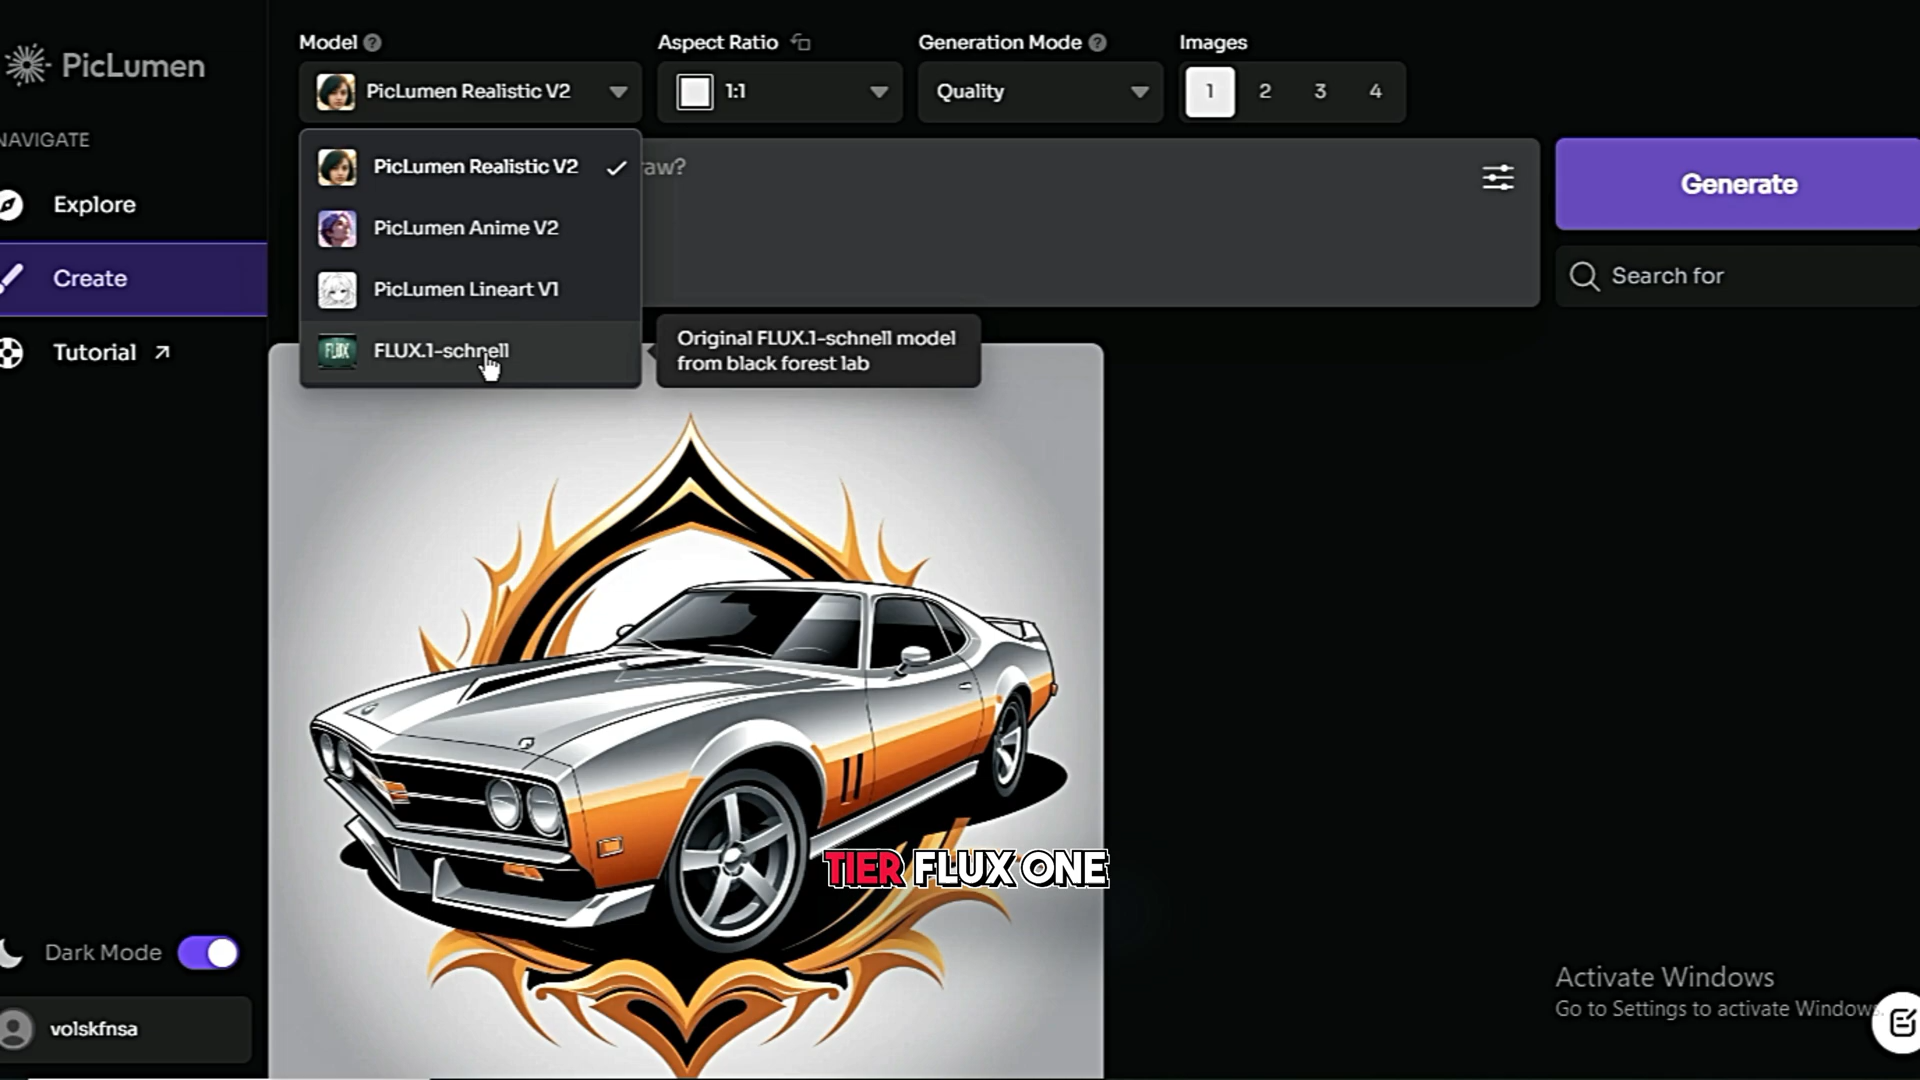 PicLumen
NAVIGATE
Explore
Create
Tutorial
Dark Mode
volskfnsa
Model ?
Aspect Ratio
Generation Mode ?
Images
PicLumen Realistic V2
1:1
Quality
1 2 3 4
PicLumen Realistic V2
PicLumen Anime V2
PicLumen Lineart V1
FLUX
FLUX.1-schnell
raw?
Original FLUX.1-schnell model
from black forest lab
Generate
Search for
TIER FLUX ONE
Activate Windows
Go to Settings to activate Windows.